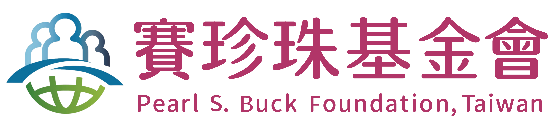 賽珍珠基金會
Pearl S. Buck Foundation, Taiwan